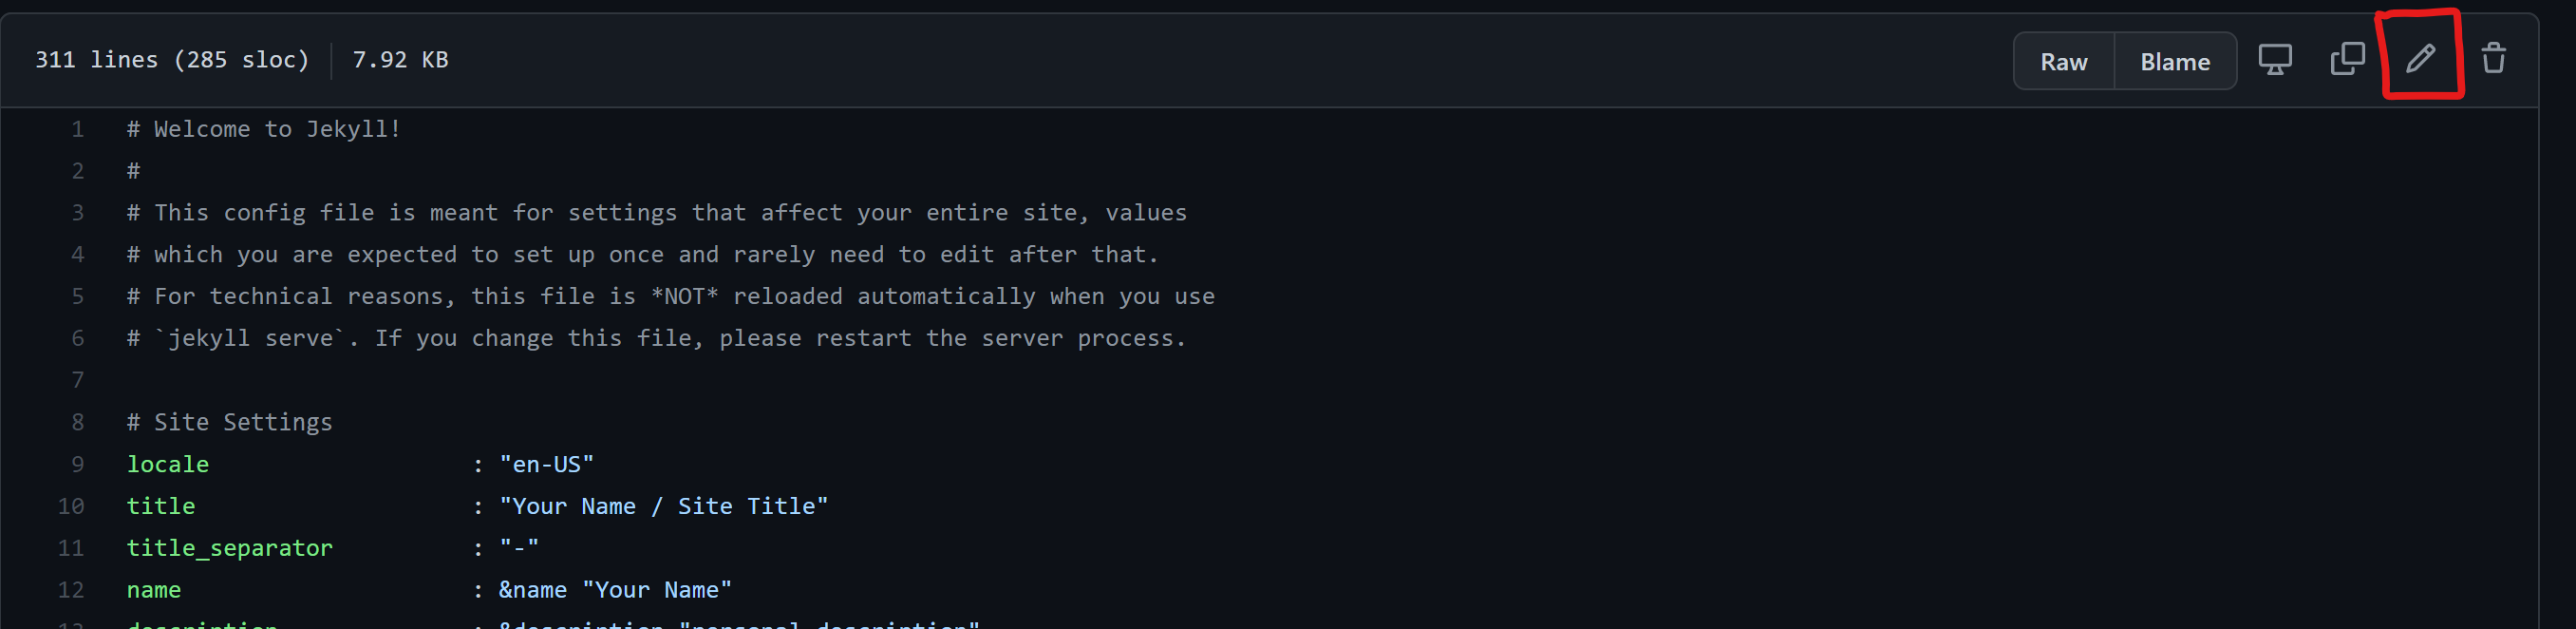 311 lines (285 sloc) 7.92 KB Raw Blame
1 # Welcome to Jekyll!
2 #
3 # This config file is meant for settings that affect your entire site, values
4 # which you are expected to set up once and rarely need to edit after that.
5 # For technical reasons, this file is *NOT* reloaded automatically when you use
6 # `jekyll serve`. If you change this file, please restart the server process.
7
8 # Site Settings
9 locale : "en-US"
10 title : "Your Name / Site Title"
11 title_separator : "-"
12 name : &name "Your Name"
13 description : &description "personal description"